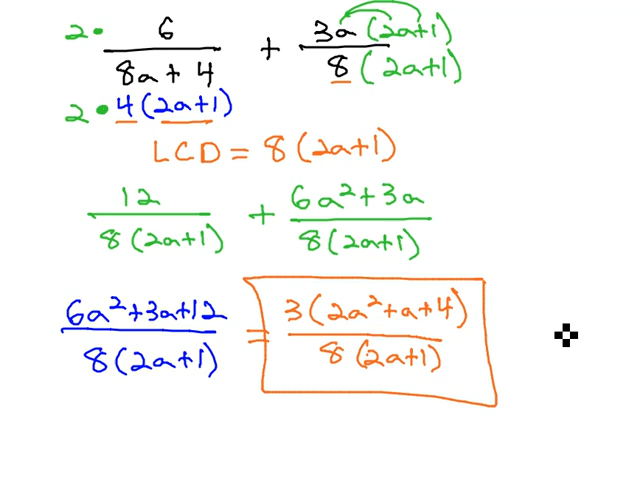 2 • 6/(8a + 4) + 3a(2a+1)/8(2a+1)
2 • 4(2a+1)
LCD = 8(2a+1)
12/8(2a+1) + (6a²+3a)/8(2a+1)
(6a²+3a+12)/8(2a+1) = 3(2a²+a+4)/8(2a+1)